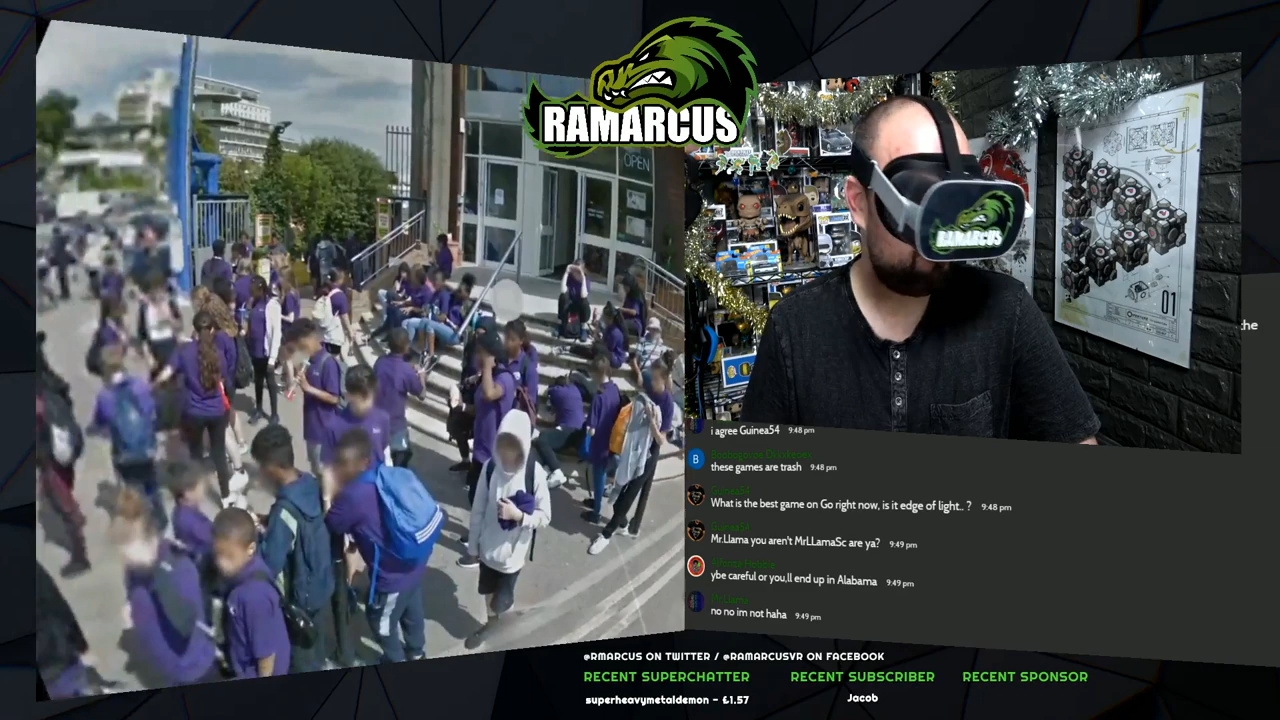 RAMARCUS
OPEN
RAMARCUS
01
the
i agree Guinea54 9:48 pm
B
these games are trash 9:48 pm
Guinea54
What is the best game on Go right now, is it edge of light.. ? 9:48 pm
Guinea54
Mr.Llama you aren't MrLLamaSc are ya? 9:49 pm
ybe careful or you,ll end up in Alabama 9:49 pm
no no im not haha 9:49 pm
@RMARCUS ON TWITTER / @RAMARCUSVR ON FACEBOOK
RECENT SUPERCHATTER RECENT SUBSCRIBER RECENT SPONSOR
superheavymetaldemon - £1.57 Jacob